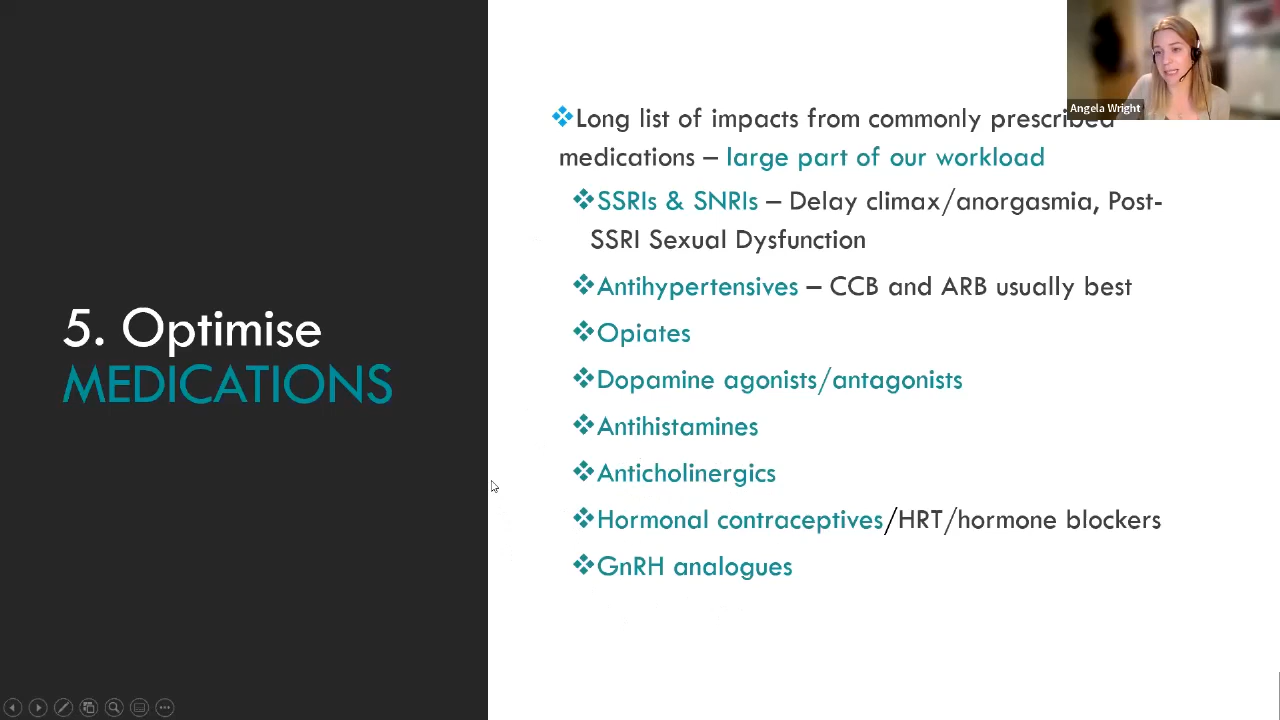 5. Optimise
MEDICATIONS
❖Long list of impacts from commonly prescribed
medications – large part of our workload
❖SSRIs & SNRIs – Delay climax/anorgasmia, Post-
SSRI Sexual Dysfunction
❖Antihypertensives – CCB and ARB usually best
❖Opiates
❖Dopamine agonists/antagonists
❖Antihistamines
❖Anticholinergics
❖Hormonal contraceptives/HRT/hormone blockers
❖GnRH analogues
Angela Wright